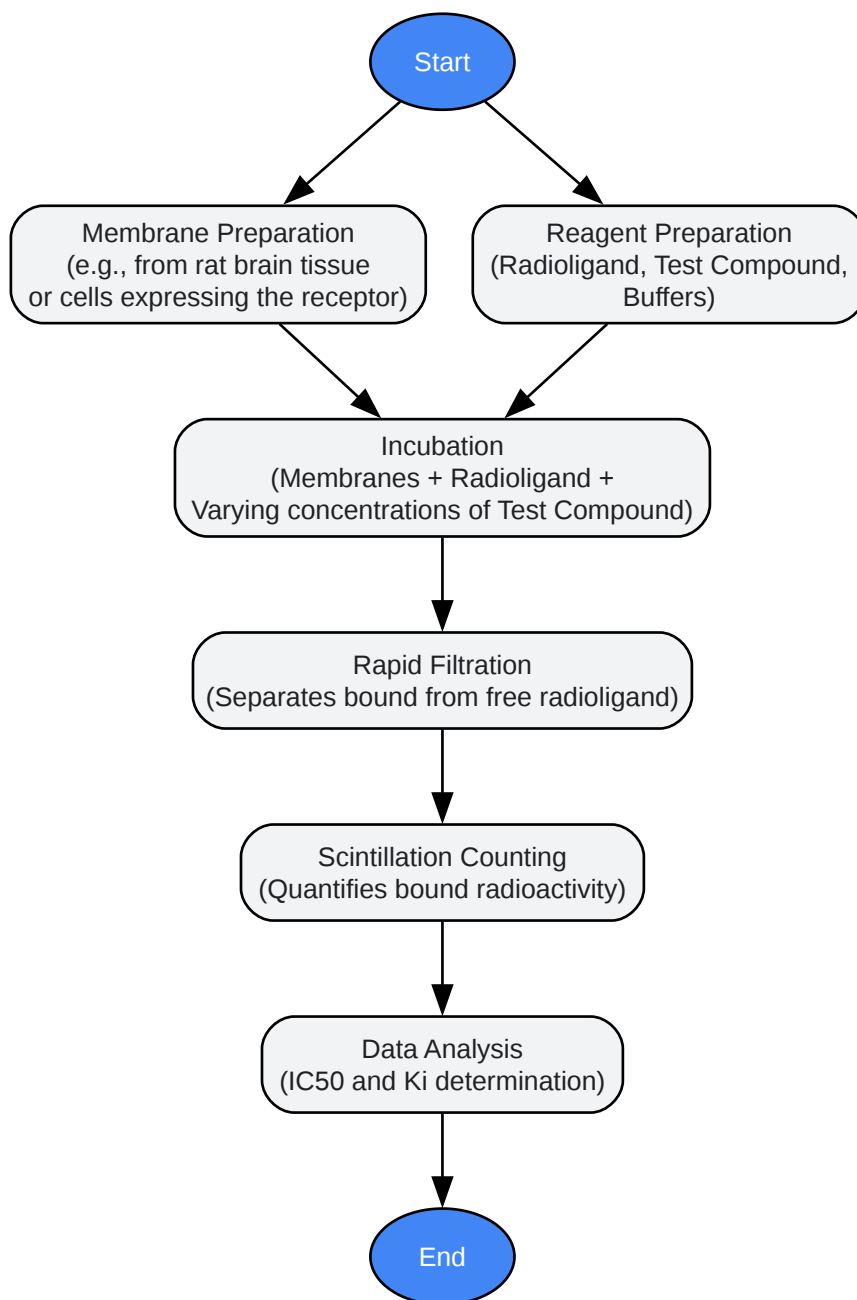 Start
Membrane Preparation
(e.g., from rat brain tissue
or cells expressing the receptor)
Reagent Preparation
(Radioligand, Test Compound,
Buffers)
Incubation
(Membranes + Radioligand +
Varying concentrations of Test Compound)
Rapid Filtration
(Separates bound from free radioligand)
Scintillation Counting
(Quantifies bound radioactivity)
Data Analysis
(IC50 and Ki determination)
End